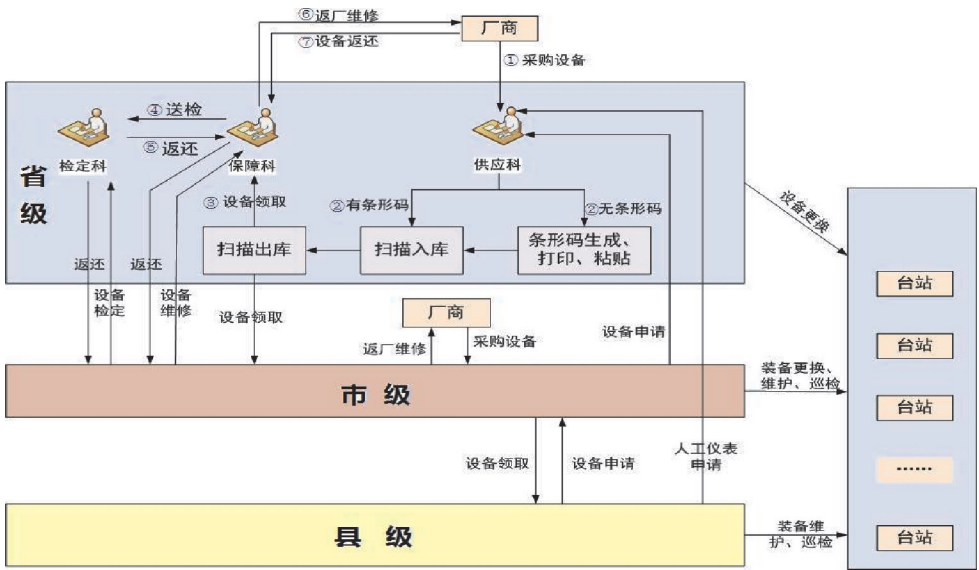 ⑥返厂维修
厂商
⑦设备返还
①采购设备
④送检
⑤返还
检定科
保障科
供应科
省
级
③设备领取
②有条形码
②无条形码
扫描出库
扫描入库
条形码生成、
打印、粘贴
设备更换
返还
设备
检定
返还
设备
维修
设备领取
厂商
返厂维修
采购设备
设备申请
台站
台站
台站
……
台站
市 级
装备更换、
维护、巡检
设备领取
设备申请
人工仪表
申请
县 级
装备维
护、巡检